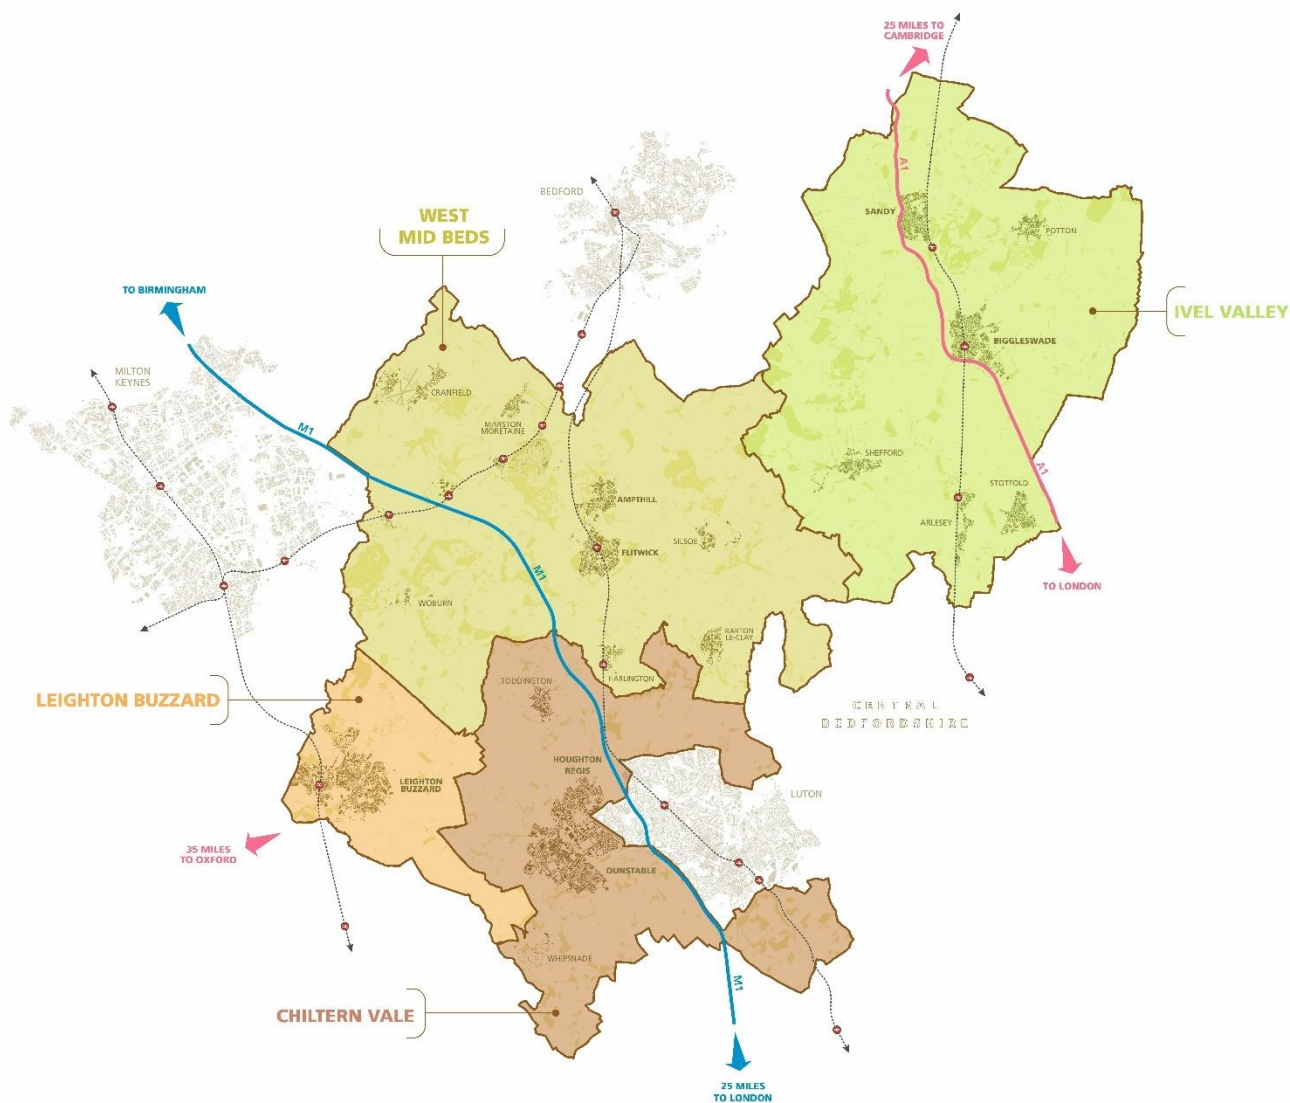 25 MILES TO
CAMBRIDGE
A1
BEDFORD
WEST
MID BEDS
SANDY
POTTON
TO BIRMINGHAM
IVEL VALLEY
BIGGLESWADE
MILTON
KEYNES
CRANFIELD
M1
MARSTON
MORETAINE
SHEFFORD
A1
STOTFOLD
AMPTHILL
ARLESEY
SILSOE
FLITWICK
M1
TO LONDON
WOBURN
BARTON
LE-CLAY
TODDINGTON
HARLINGTON
LEIGHTON BUZZARD
CENTRAL
BEDFORDSHIRE
HOUGHTON
REGIS
LEIGHTON
BUZZARD
LUTON
35 MILES
TO OXFORD
DUNSTABLE
WHIPSNADE
M1
CHILTERN VALE
25 MILES
TO LONDON